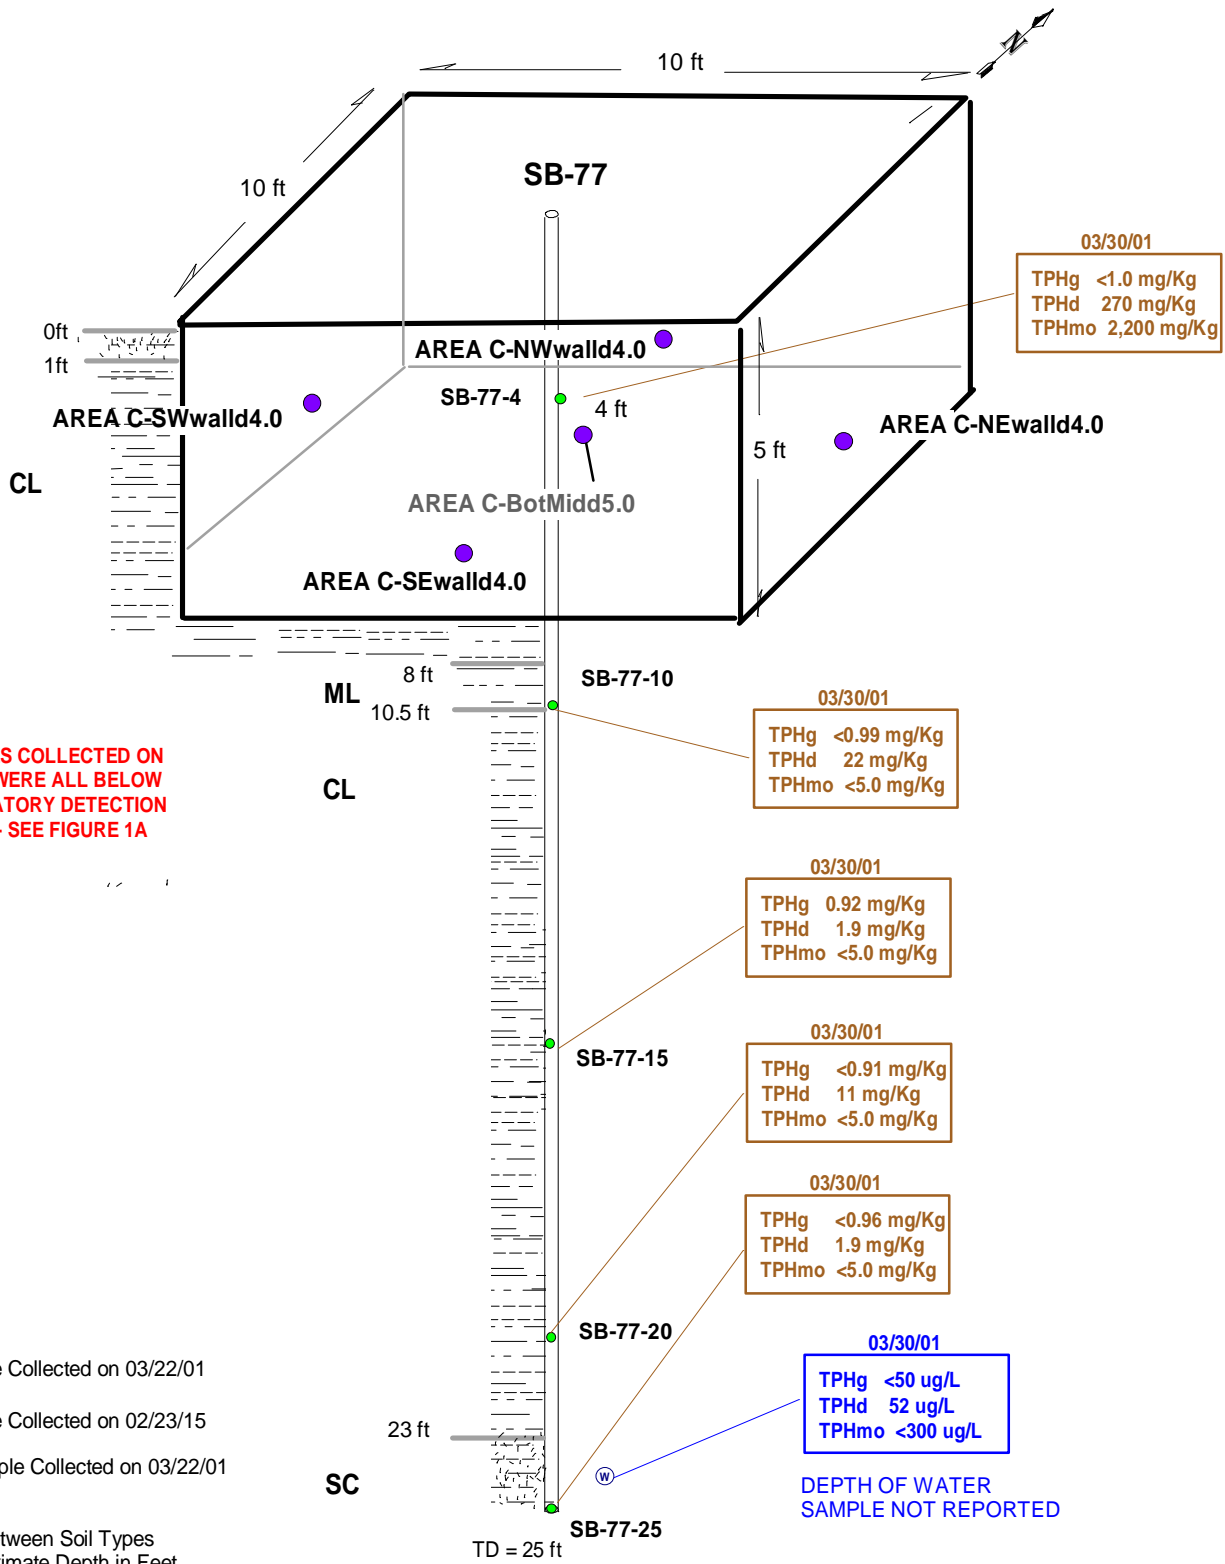 N
10 ft
10 ft
SB-77
03/30/01
TPHg <1.0 mg/Kg
TPHd 270 mg/Kg
TPHmo 2,200 mg/Kg
0ft
1ft
AREA C-NWwalld4.0
SB-77-4
4 ft
AREA C-SWwalld4.0
AREA C-NEwalld4.0
5 ft
CL
AREA C-BotMidd5.0
AREA C-SEwalld4.0
8 ft
SB-77-10
ML
10.5 ft
03/30/01
TPHg <0.99 mg/Kg
TPHd 22 mg/Kg
TPHmo <5.0 mg/Kg
S COLLECTED ON
WERE ALL BELOW
ATORY DETECTION
- SEE FIGURE 1A
CL
03/30/01
TPHg 0.92 mg/Kg
TPHd 1.9 mg/Kg
TPHmo <5.0 mg/Kg
SB-77-15
03/30/01
TPHg <0.91 mg/Kg
TPHd 11 mg/Kg
TPHmo <5.0 mg/Kg
03/30/01
TPHg <0.96 mg/Kg
TPHd 1.9 mg/Kg
TPHmo <5.0 mg/Kg
SB-77-20
03/30/01
TPHg <50 ug/L
TPHd 52 ug/L
TPHmo <300 ug/L
e Collected on 03/22/01
e Collected on 02/23/15
ple Collected on 03/22/01
23 ft
W
SC
DEPTH OF WATER
SAMPLE NOT REPORTED
SB-77-25
tween Soil Types
timate Depth in Feet
TD = 25 ft